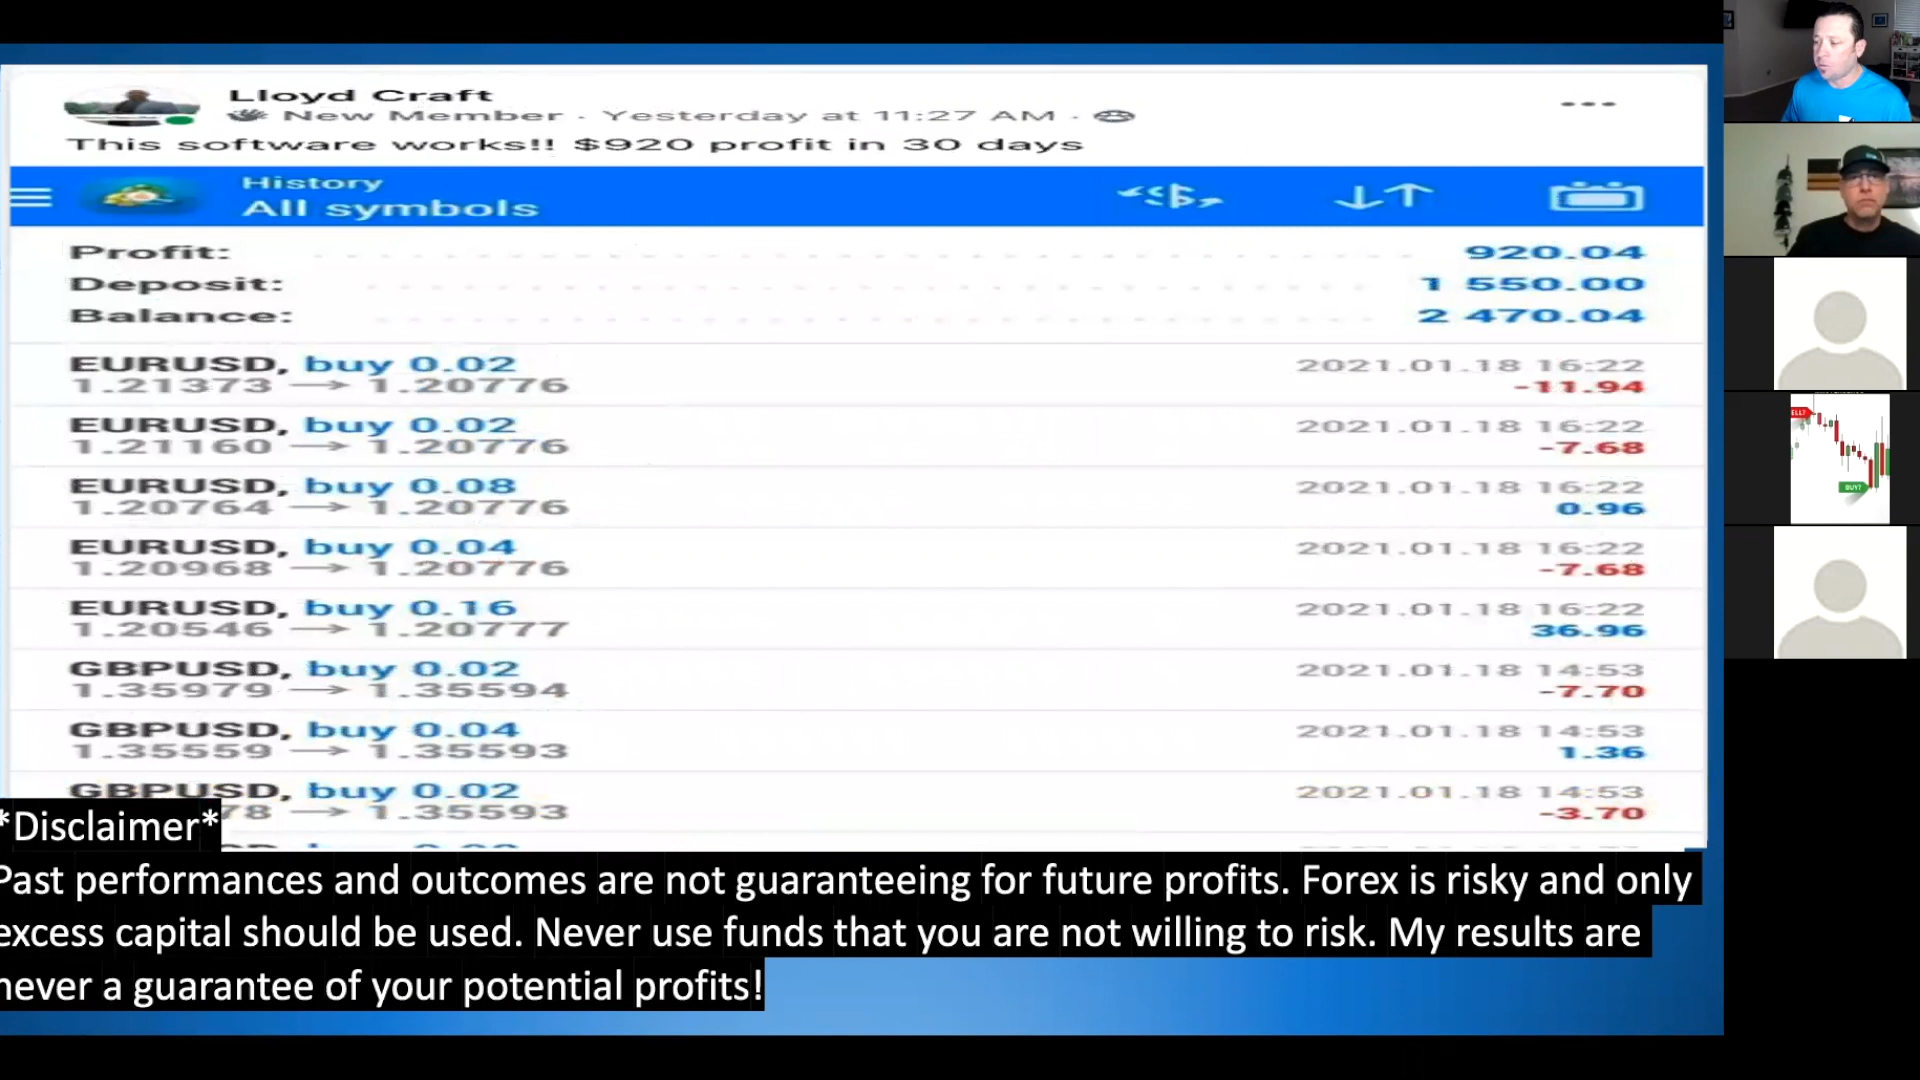 Lloyd Craft
New Member · Yesterday at 11:27 AM ·
This software works!! $920 profit in 30 days
History
All symbols
Profit: 920.04
Deposit: 1 550.00
Balance: 2 470.04
EURUSD, buy 0.02 2021.01.18 16:22
1.21373 → 1.20776 -11.94
EURUSD, buy 0.02 2021.01.18 16:22
1.21160 → 1.20776 -7.68
EURUSD, buy 0.08 2021.01.18 16:22
1.20764 → 1.20776 0.96
EURUSD, buy 0.04 2021.01.18 16:22
1.20968 → 1.20776 -7.68
EURUSD, buy 0.16 2021.01.18 16:22
1.20546 → 1.20777 36.96
GBPUSD, buy 0.02 2021.01.18 14:53
1.35979 → 1.35594 -7.70
GBPUSD, buy 0.04 2021.01.18 14:53
1.35559 → 1.35593 1.36
GBPUSD, buy 0.02 2021.01.18 14:53
78 → 1.35593 -3.70
*Disclaimer*
Past performances and outcomes are not guaranteeing for future profits. Forex is risky and only
excess capital should be used. Never use funds that you are not willing to risk. My results are
never a guarantee of your potential profits!
ELL?
BUY?